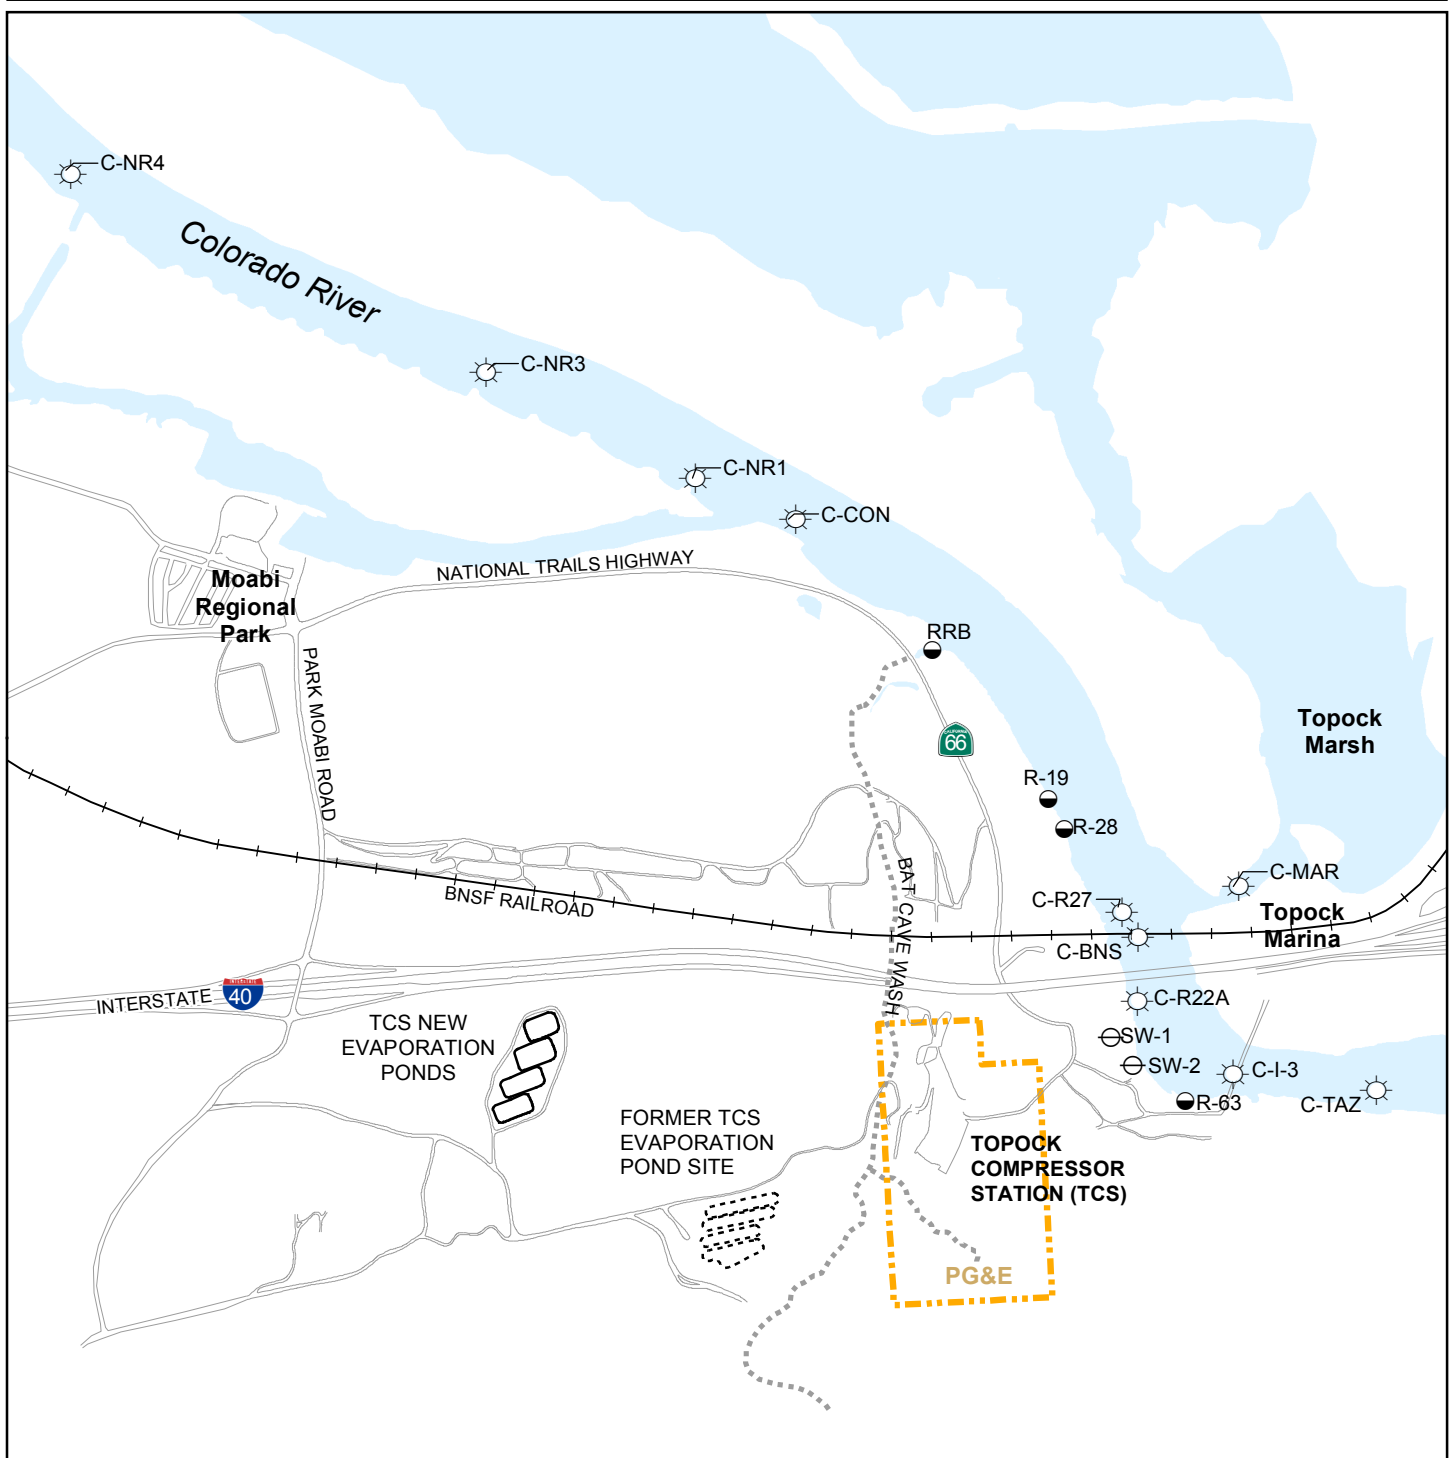 C-NR4
Colorado River
C-NR3
C-NR1
C-CON
NATIONAL TRAILS HIGHWAY
Moabi
Regional
Park
RRB
PARK MOABI ROAD
CALIFORNIA
66
Topock
Marsh
R-19
R-28
BAT CAVE WASH
C-MAR
C-R27
BNSF RAILROAD
Topock
Marina
C-BNS
INTERSTATE
40
C-R22A
TCS NEW
EVAPORATION
PONDS
SW-1
SW-2
C-I-3
R-63
C-TAZ
FORMER TCS
EVAPORATION
POND SITE
TOPOCK
COMPRESSOR
STATION (TCS)
PG&E